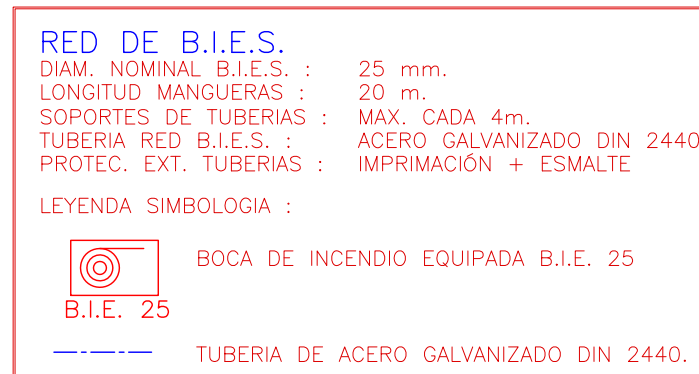 RED DE B.I.E.S.
DIAM. NOMINAL B.I.E.S. : 25 mm.
LONGITUD MANGUERAS : 20 m.
SOPORTES DE TUBERIAS : MAX. CADA 4m.
TUBERIA RED B.I.E.S. : ACERO GALVANIZADO DIN 2440
PROTEC. EXT. TUBERIAS : IMPRIMACIÓN + ESMALTE
LEYENDA SIMBOLOGIA :
BOCA DE INCENDIO EQUIPADA B.I.E. 25
B.I.E. 25
TUBERIA DE ACERO GALVANIZADO DIN 2440.